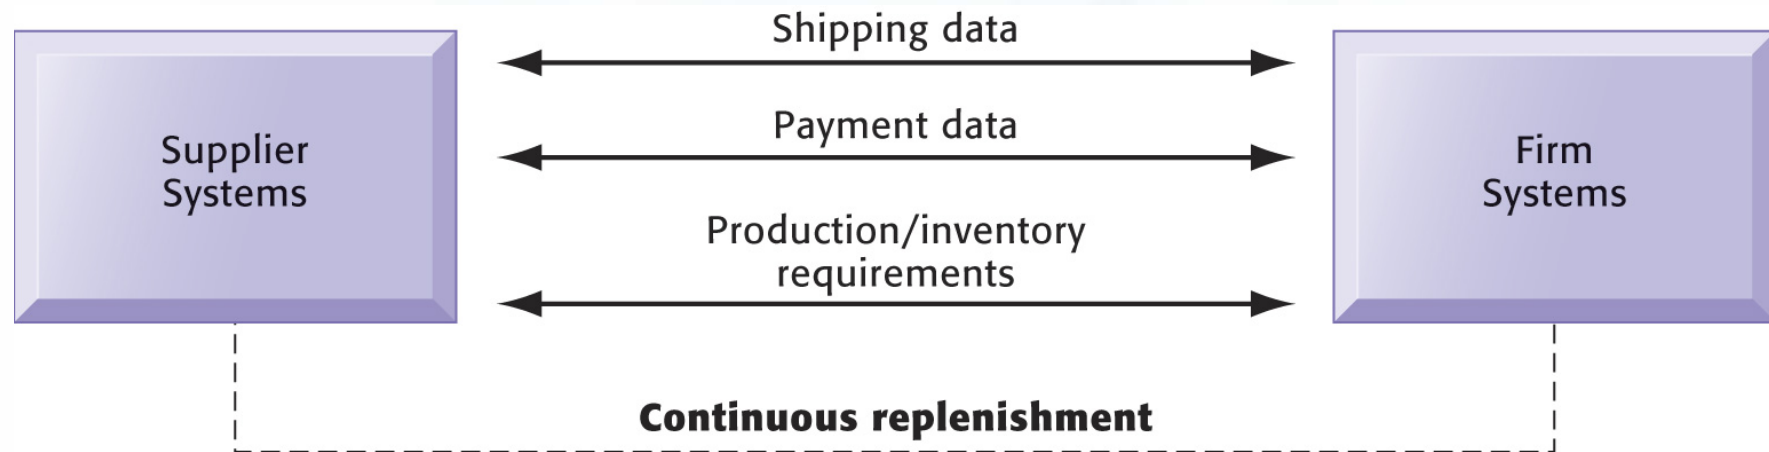 Shipping data
Payment data
Supplier
Systems
Firm
Systems
Production/inventory
requirements
Continuous replenishment